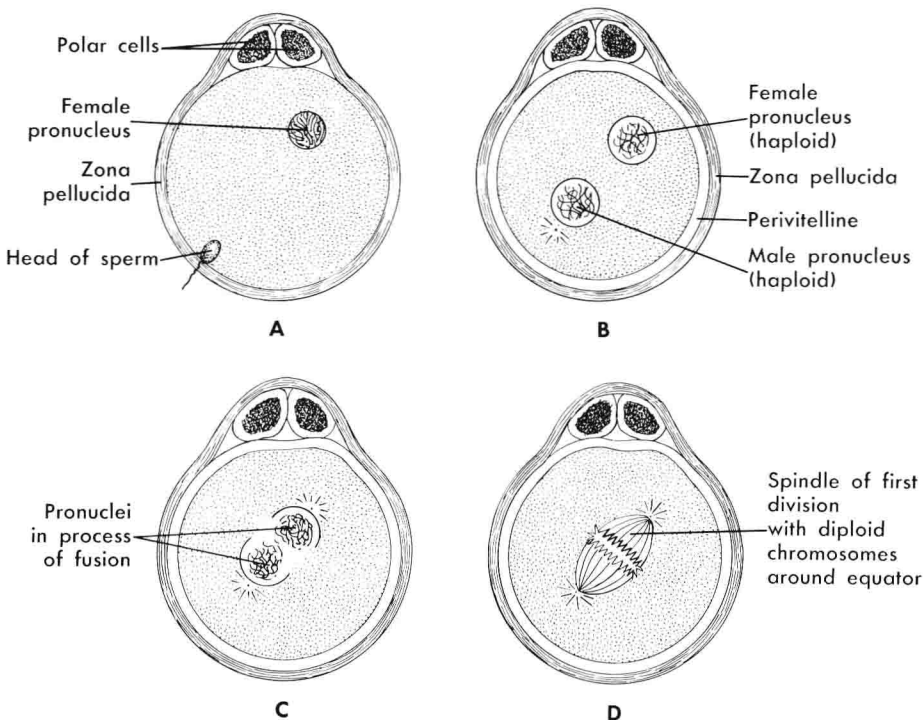 Polar cells
Female
pronucleus
Zona
pellucida
Head of sperm
A
Female
pronucleus
(haploid)
Zona pellucida
Perivitelline
Male pronucleus
(haploid)
B
Pronuclei
in process
of fusion
C
Spindle of first
division
with diploid
chromosomes
around equator
D